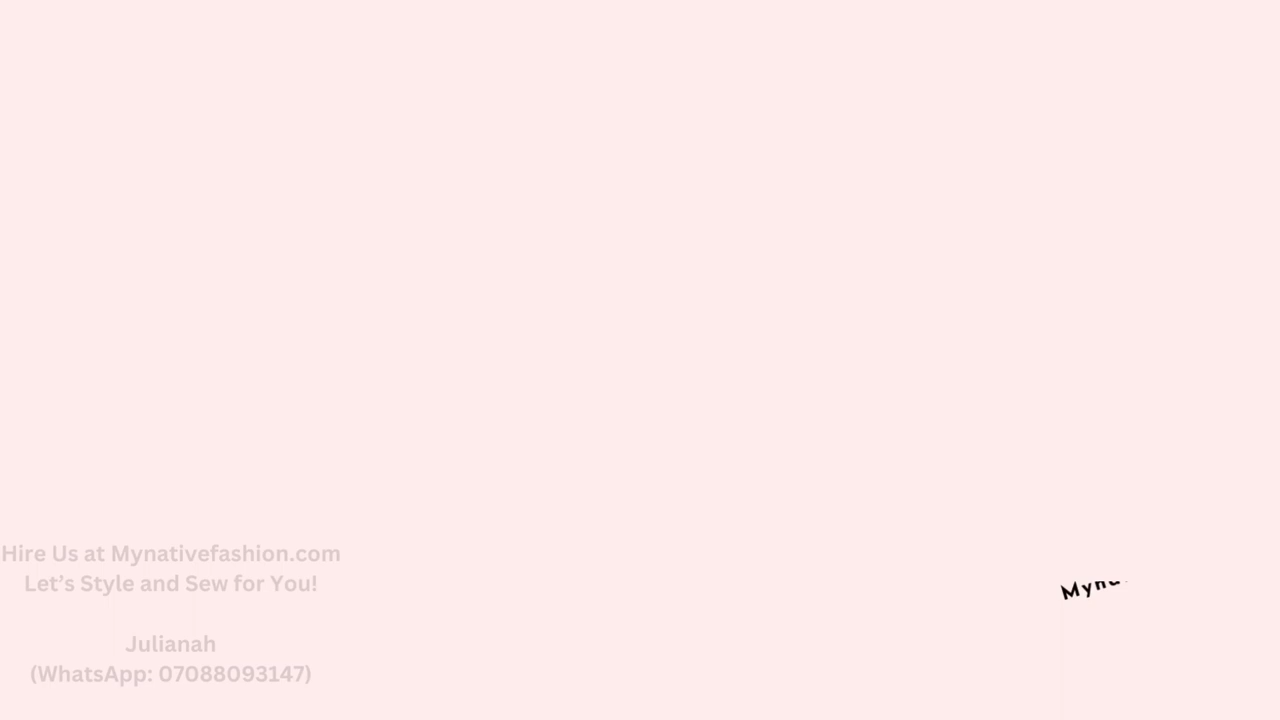 Hire Us at Mynativefashion.com
Let’s Style and Sew for You!
Julianah
(WhatsApp: 07088093147)